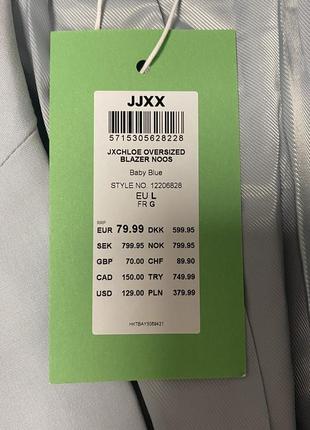 JJXX
5715305628228
JXCHLOE OVERSIZED
BLAZER NOOS
Baby Blue
STYLE NO. 12206828
EU L
FR G
RRP
EUR 79.99 DKK 599.95
SEK 799.95 NOK 799.95
GBP 70.00 CHF 89.90
CAD 150.00 TRY 749.99
USD 129.00 PLN 379.99